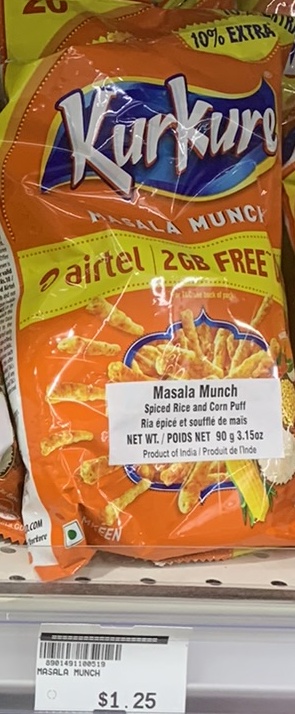 20
10% EXTRA
Kurkure
MASALA MUNCH
airtel | 2GB FREE
Masala Munch
Spiced Rice and Corn Puff
Ria épicé et soufflé de maïs
NET WT. / POIDS NET 90 g 3.15oz
Product of India / Produit de l'Inde
.COM
8901491100519
MASALA MUNCH
$1.25